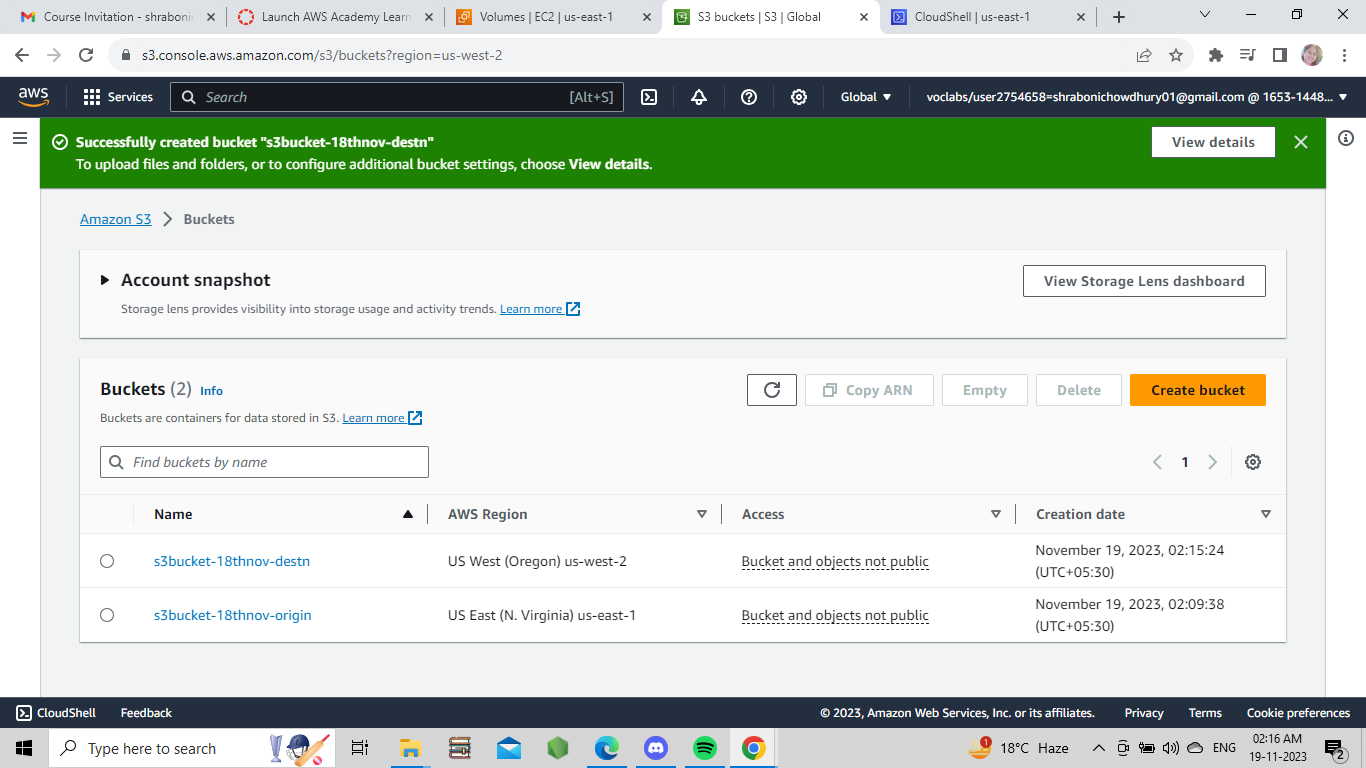 Course Invitation - shraboni
Launch AWS Academy Learn
Volumes | EC2 | us-east-1
S3 buckets | S3 | Global
CloudShell | us-east-1
s3.console.aws.amazon.com/s3/buckets?region=us-west-2
aws
Services
Search
[Alt+S]
Global
voclabs/user2754658=shrabonichowdhury01@gmail.com @ 1653-1448...
Successfully created bucket "s3bucket-18thnov-destn"
To upload files and folders, or to configure additional bucket settings, choose View details.
View details
Amazon S3
Buckets
Account snapshot
Storage lens provides visibility into storage usage and activity trends. Learn more
View Storage Lens dashboard
Buckets (2) Info
Buckets are containers for data stored in S3. Learn more
Copy ARN
Empty
Delete
Create bucket
Find buckets by name
1
Name
AWS Region
Access
Creation date
s3bucket-18thnov-destn
US West (Oregon) us-west-2
Bucket and objects not public
November 19, 2023, 02:15:24
(UTC+05:30)
s3bucket-18thnov-origin
US East (N. Virginia) us-east-1
Bucket and objects not public
November 19, 2023, 02:09:38
(UTC+05:30)
CloudShell
Feedback
© 2023, Amazon Web Services, Inc. or its affiliates.
Privacy
Terms
Cookie preferences
Type here to search
1
18°C Haze
ENG
02:16 AM
19-11-2023
2